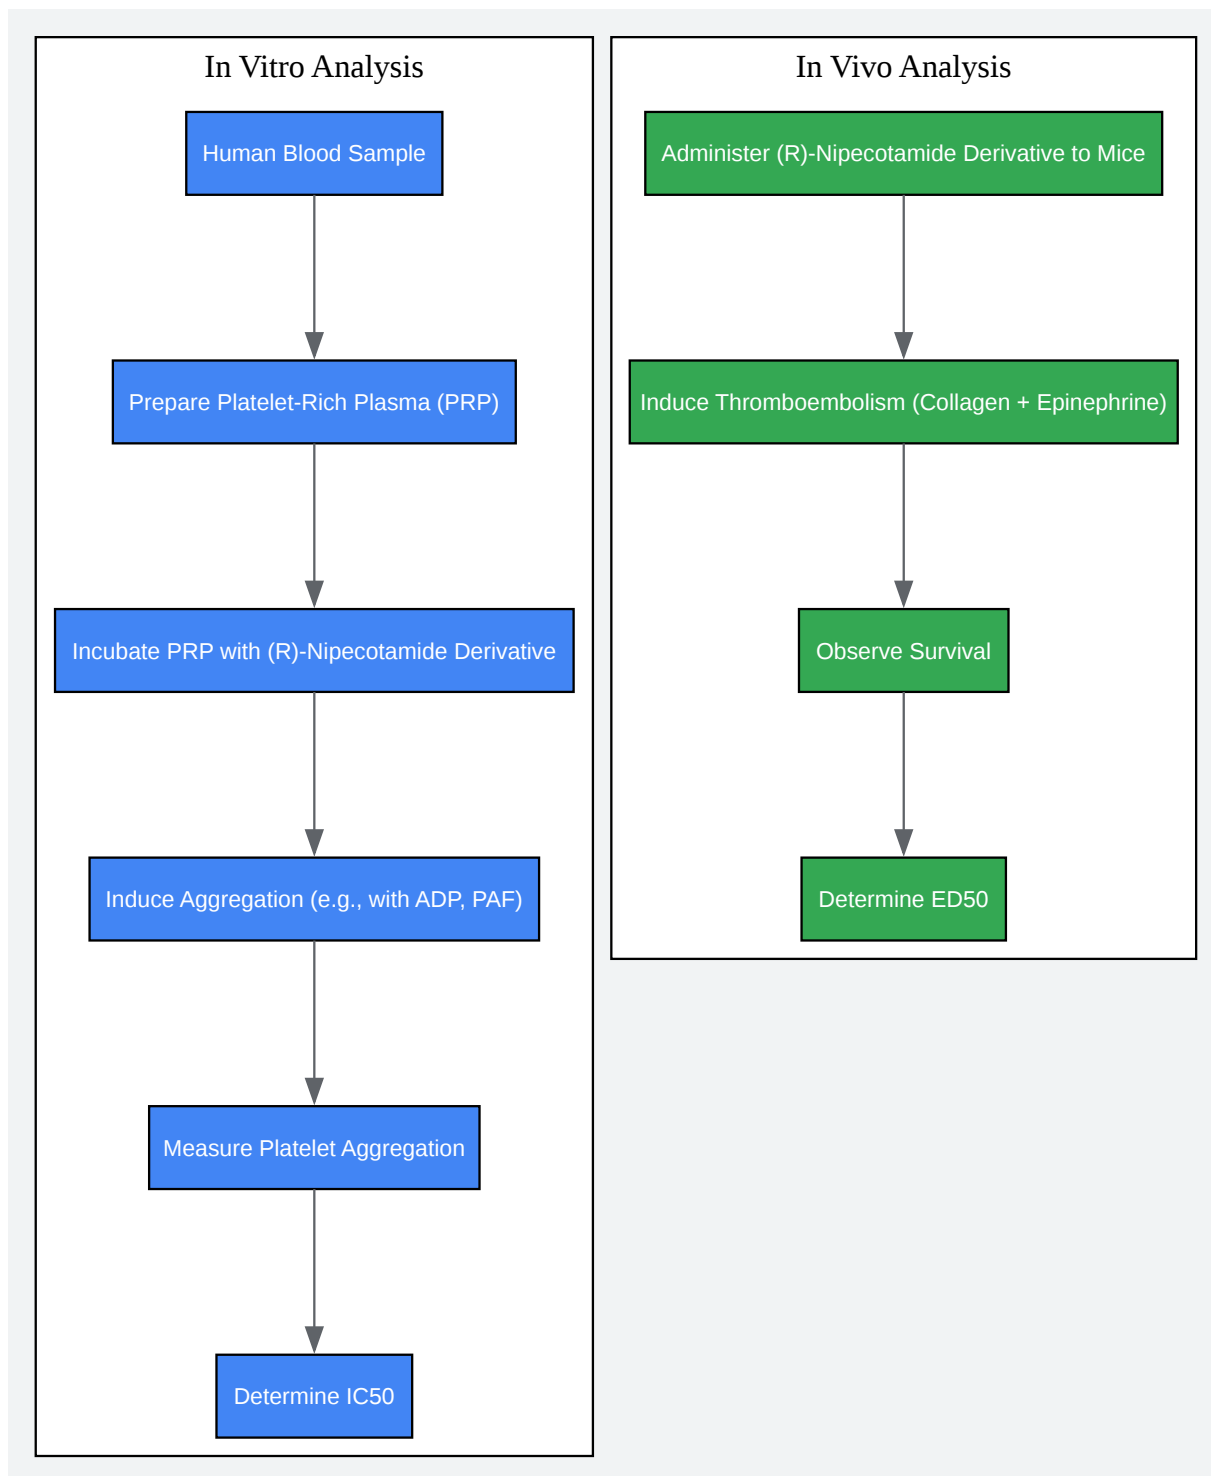 In Vitro Analysis
Human Blood Sample
Prepare Platelet-Rich Plasma (PRP)
Incubate PRP with (R)-Nipecotamide Derivative
Induce Aggregation (e.g., with ADP, PAF)
Measure Platelet Aggregation
Determine IC50
In Vivo Analysis
Administer (R)-Nipecotamide Derivative to Mice
Induce Thromboembolism (Collagen + Epinephrine)
Observe Survival
Determine ED50